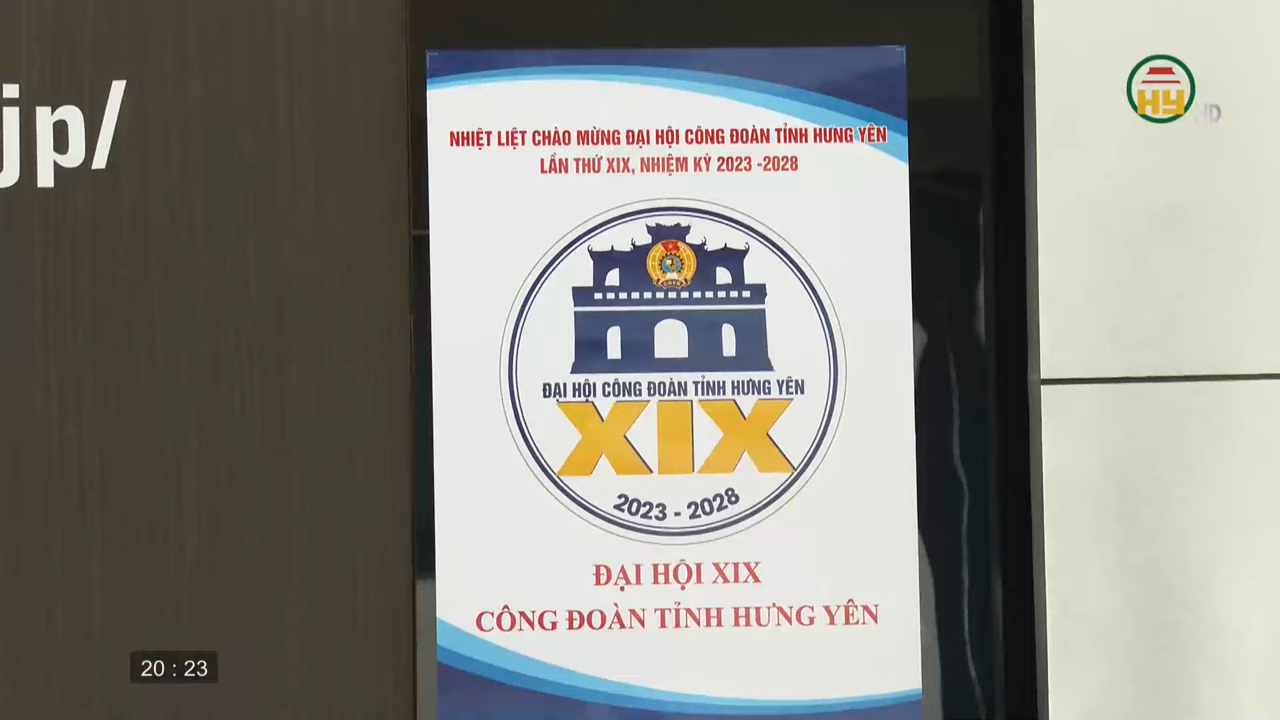 jp/
HY
HD
NHIỆT LIỆT CHÀO MỪNG ĐẠI HỘI CÔNG ĐOÀN TỈNH HƯNG YÊN
LẦN THỨ XIX, NHIỆM KỲ 2023 -2028
ĐẠI HỘI CÔNG ĐOÀN TỈNH HƯNG YÊN
XIX
2023 - 2028
ĐẠI HỘI XIX
CÔNG ĐOÀN TỈNH HƯNG YÊN
20 : 23